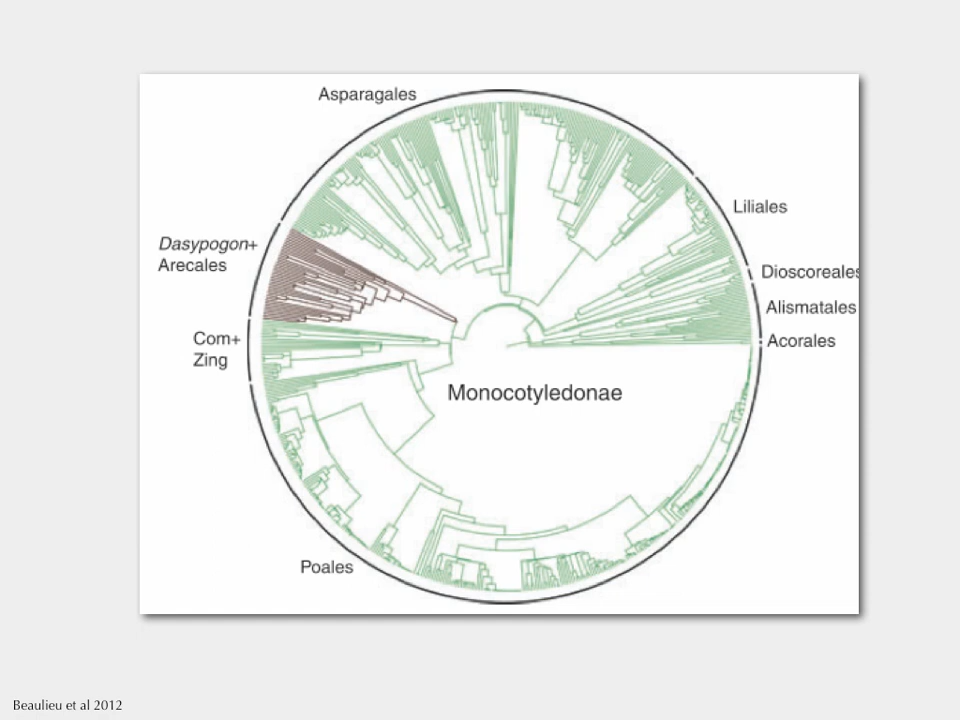 Asparagales
Liliales
Dasypogon+
Arecales
Dioscoreales
Alismatales
Com+
Zing
Acorales
Monocotyledonae
Poales
Beaulieu et al 2012